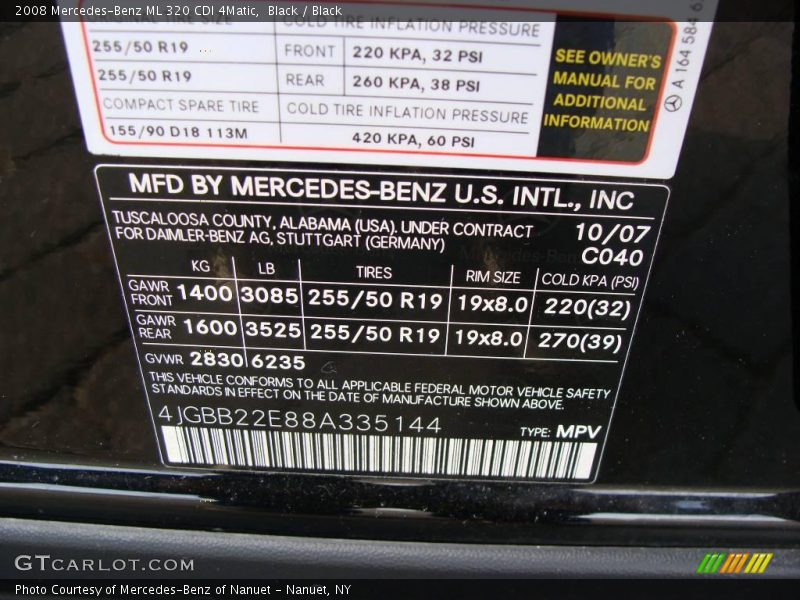 2008 Mercedes-Benz ML 320 CDI 4Matic, Black / Black
COLD TIRE INFLATION PRESSURE
255/50 R19
FRONT 220 KPA, 32 PSI
255/50 R19
REAR 260 KPA, 38 PSI
COMPACT SPARE TIRE
COLD TIRE INFLATION PRESSURE
155/90 D18 113M
420 KPA, 60 PSI
SEE OWNER'S
MANUAL FOR
ADDITIONAL
INFORMATION
A 164 584
MFD BY MERCEDES-BENZ U.S. INTL., INC
TUSCALOOSA COUNTY, ALABAMA (USA). UNDER CONTRACT
FOR DAIMLER-BENZ AG, STUTTGART (GERMANY)
10/07
C040
KG LB TIRES RIM SIZE COLD KPA (PSI)
GAWR
FRONT 1400 3085 255/50 R19 19x8.0 220(32)
GAWR
REAR 1600 3525 255/50 R19 19x8.0 270(39)
GVWR 2830 6235
THIS VEHICLE CONFORMS TO ALL APPLICABLE FEDERAL MOTOR VEHICLE SAFETY
STANDARDS IN EFFECT ON THE DATE OF MANUFACTURE SHOWN ABOVE.
4JGBB22E88A335144
TYPE: MPV
GTCARLOT.COM
Photo Courtesy of Mercedes-Benz of Nanuet - Nanuet, NY